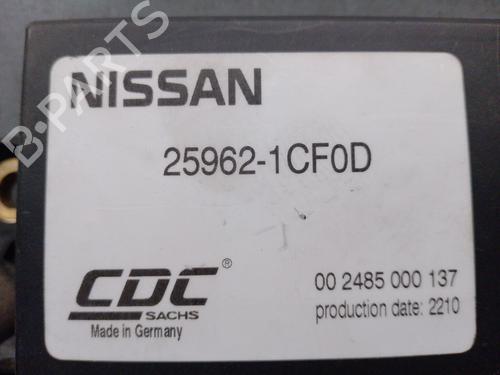 NISSAN
25962-1CF0D
CDC®
SACHS
Made in Germany
00 2485 000 137
production date: 2210
B-PARTS